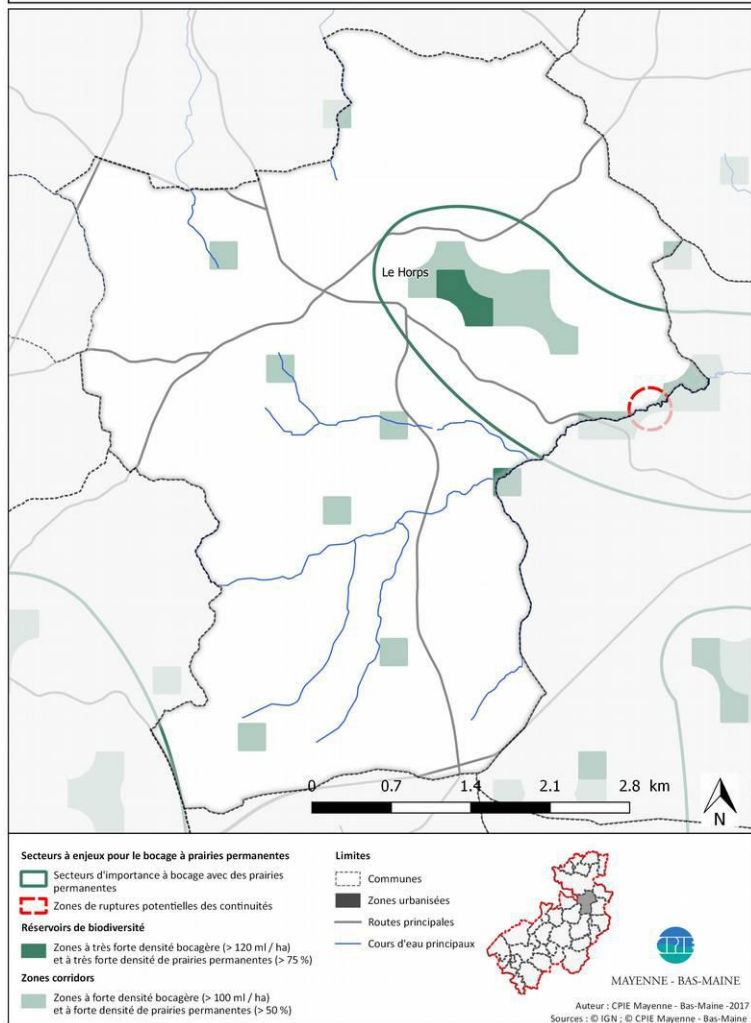 Le Horps
0 0.7 1.4 2.1 2.8 km
N
Secteurs à enjeux pour le bocage à prairies permanentes
Secteurs d'importance à bocage avec des prairies
permanentes
Zones de ruptures potentielles des continuités
Réservoirs de biodiversité
Zones à très forte densité bocagère (> 120 ml / ha)
et à très forte densité de prairies permanentes (> 75 %)
Zones corridors
Zones à forte densité bocagère (> 100 ml / ha)
et à forte densité de prairies permanentes (> 50 %)
Limites
Communes
Zones urbanisées
Routes principales
Cours d'eau principaux
CPIE
MAYENNE - BAS-MAINE
Auteur : CPIE Mayenne - Bas-Maine -2017
Sources : © IGN ; © CPIE Mayenne - Bas-Maine